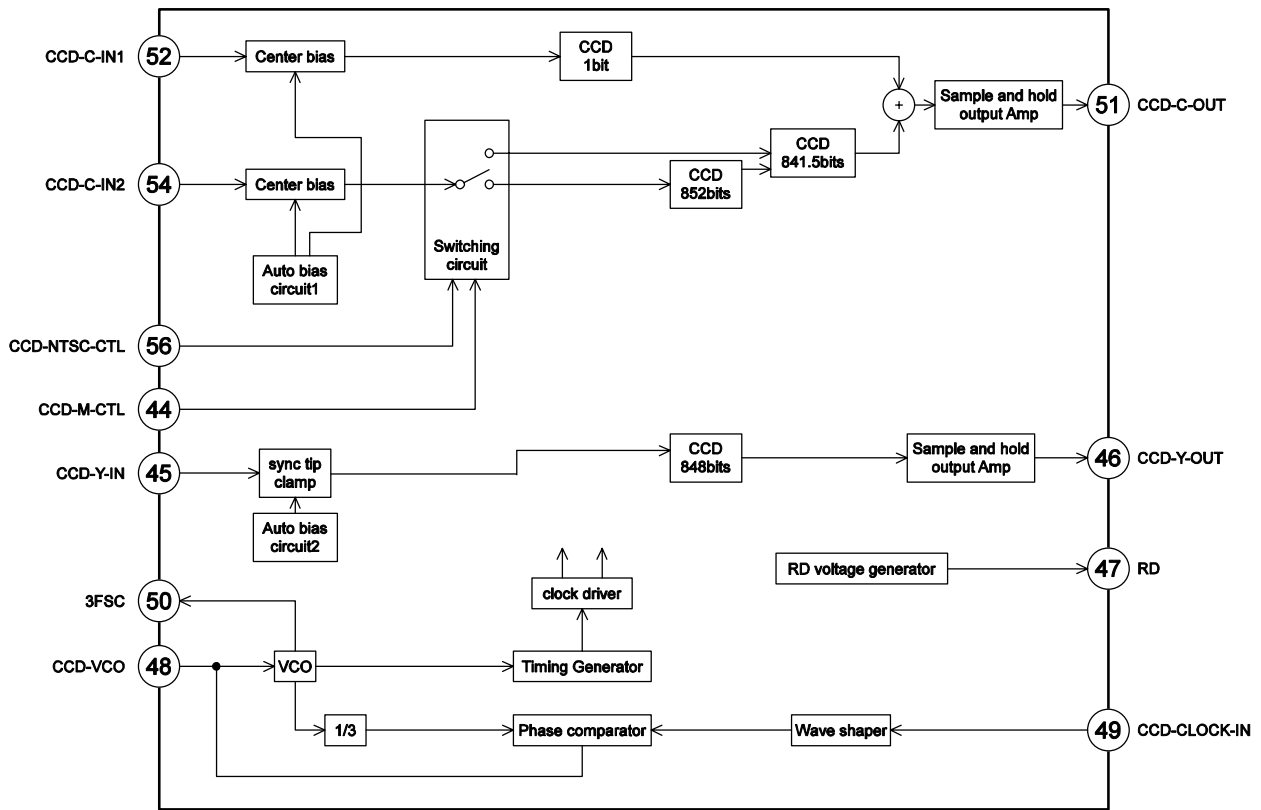 CCD-C-IN1
52
Center bias
CCD
1bit
+
Sample and hold
output Amp
51
CCD-C-OUT
CCD-C-IN2
54
Center bias
CCD
841.5bits
CCD
852bits
Switching
circuit
Auto bias
circuit1
CCD-NTSC-CTL
56
CCD-M-CTL
44
CCD-Y-IN
45
sync tip
clamp
CCD
848bits
Sample and hold
output Amp
46
CCD-Y-OUT
Auto bias
circuit2
RD voltage generator
47
RD
3FSC
50
clock driver
CCD-VCO
48
VCO
Timing Generator
1/3
Phase comparator
Wave shaper
49
CCD-CLOCK-IN